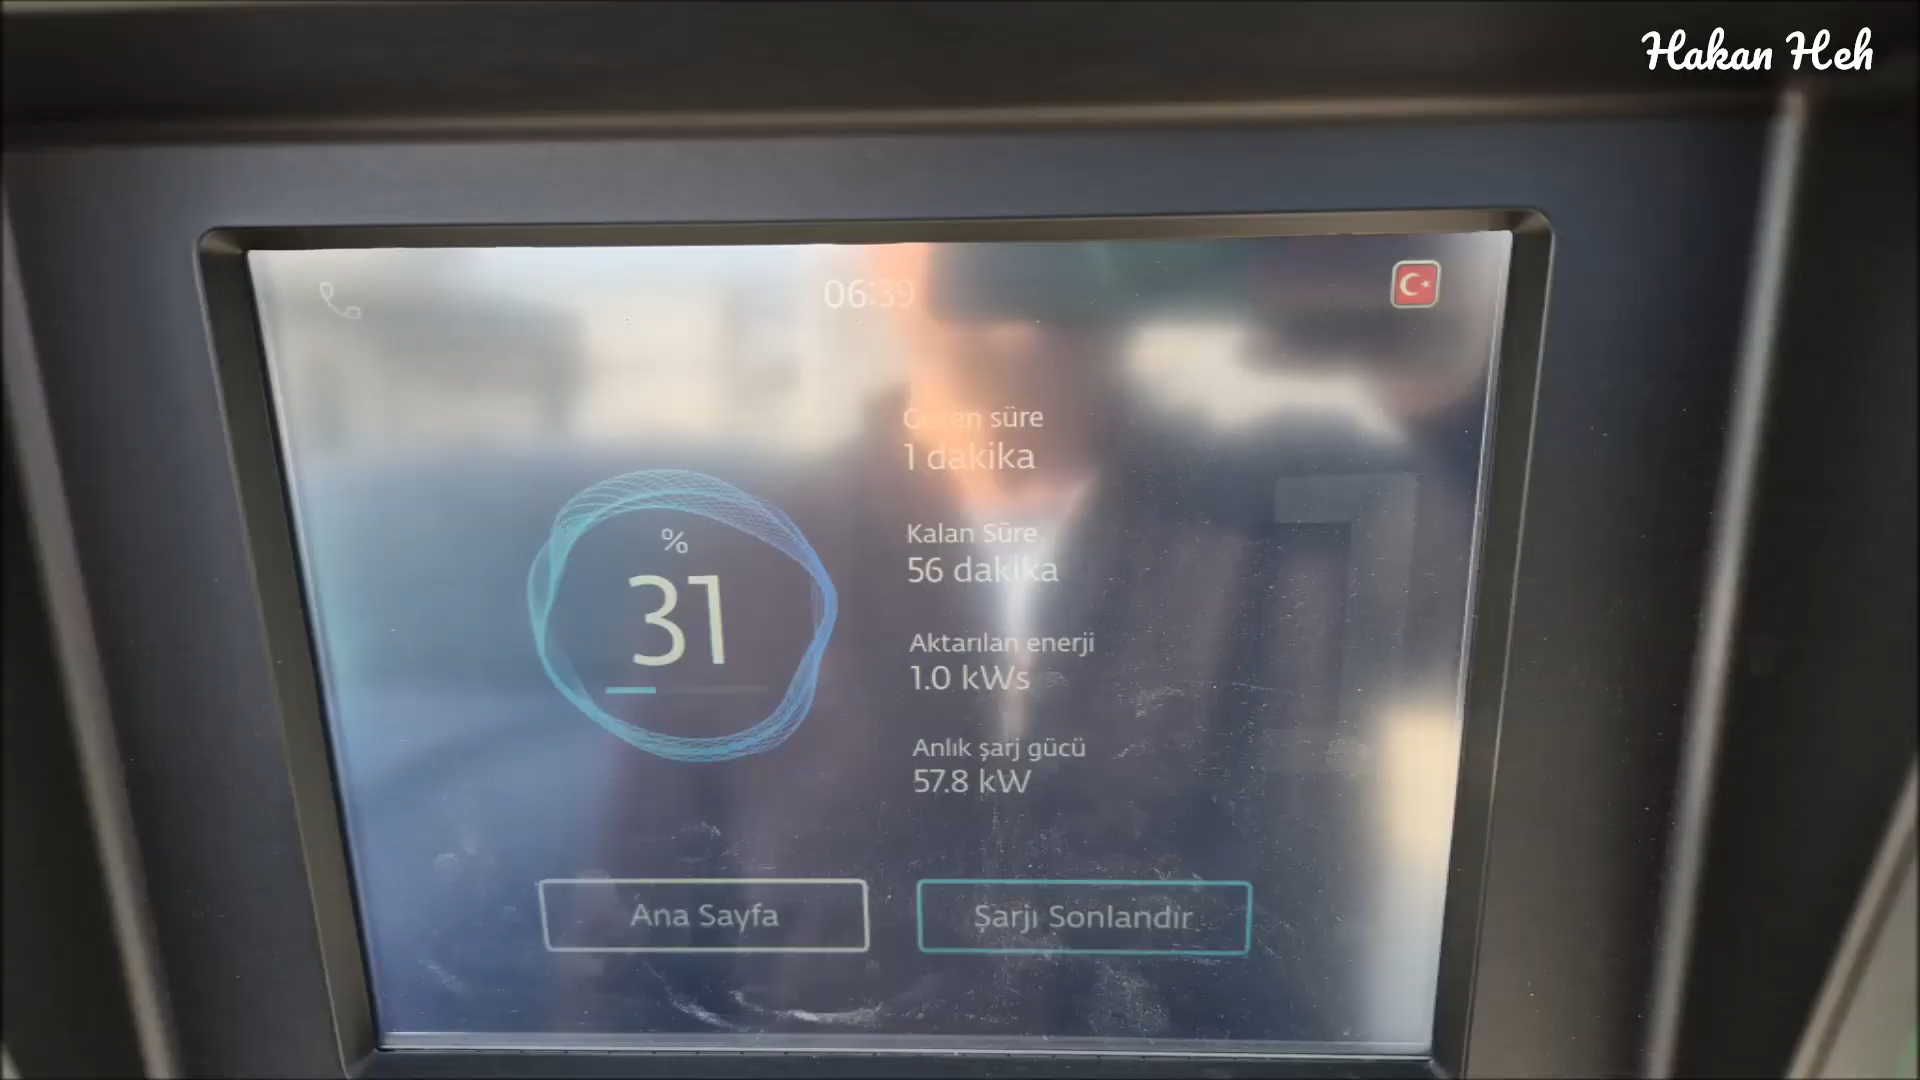 Hakan Heh
06:39
Geçen süre
1 dakika
Kalan Süre
56 dakika
%
31
Aktarılan enerji
1.0 kWs
Anlık şarj gücü
57.8 kW
Ana Sayfa
Şarjı Sonlandır